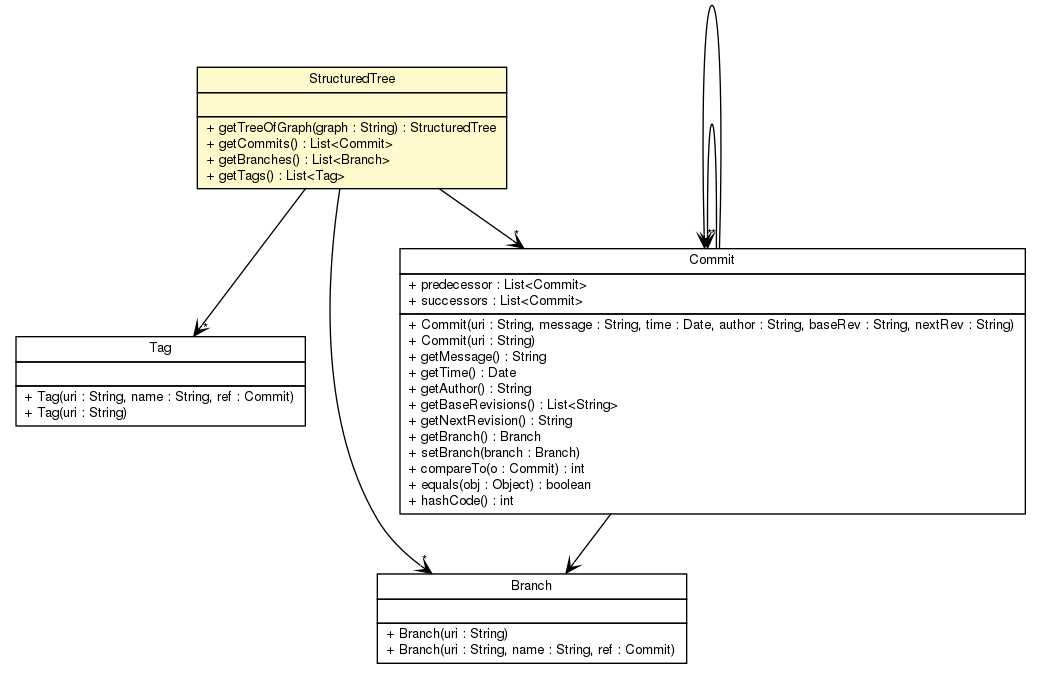 StructuredTree
+ getTreeOfGraph(graph : String) : StructuredTree
+ getCommits() : List<Commit>
+ getBranches() : List<Branch>
+ getTags() : List<Tag>
*
*
**
Commit
+ predecessor : List<Commit>
+ successors : List<Commit>
+ Commit(uri : String, message : String, time : Date, author : String, baseRev : String, nextRev : String)
+ Commit(uri : String)
+ getMessage() : String
+ getTime() : Date
+ getAuthor() : String
+ getBaseRevisions() : List<String>
+ getNextRevision() : String
+ getBranch() : Branch
+ setBranch(branch : Branch)
+ compareTo(o : Commit) : int
+ equals(obj : Object) : boolean
+ hashCode() : int
Tag
+ Tag(uri : String, name : String, ref : Commit)
+ Tag(uri : String)
*
Branch
+ Branch(uri : String)
+ Branch(uri : String, name : String, ref : Commit)